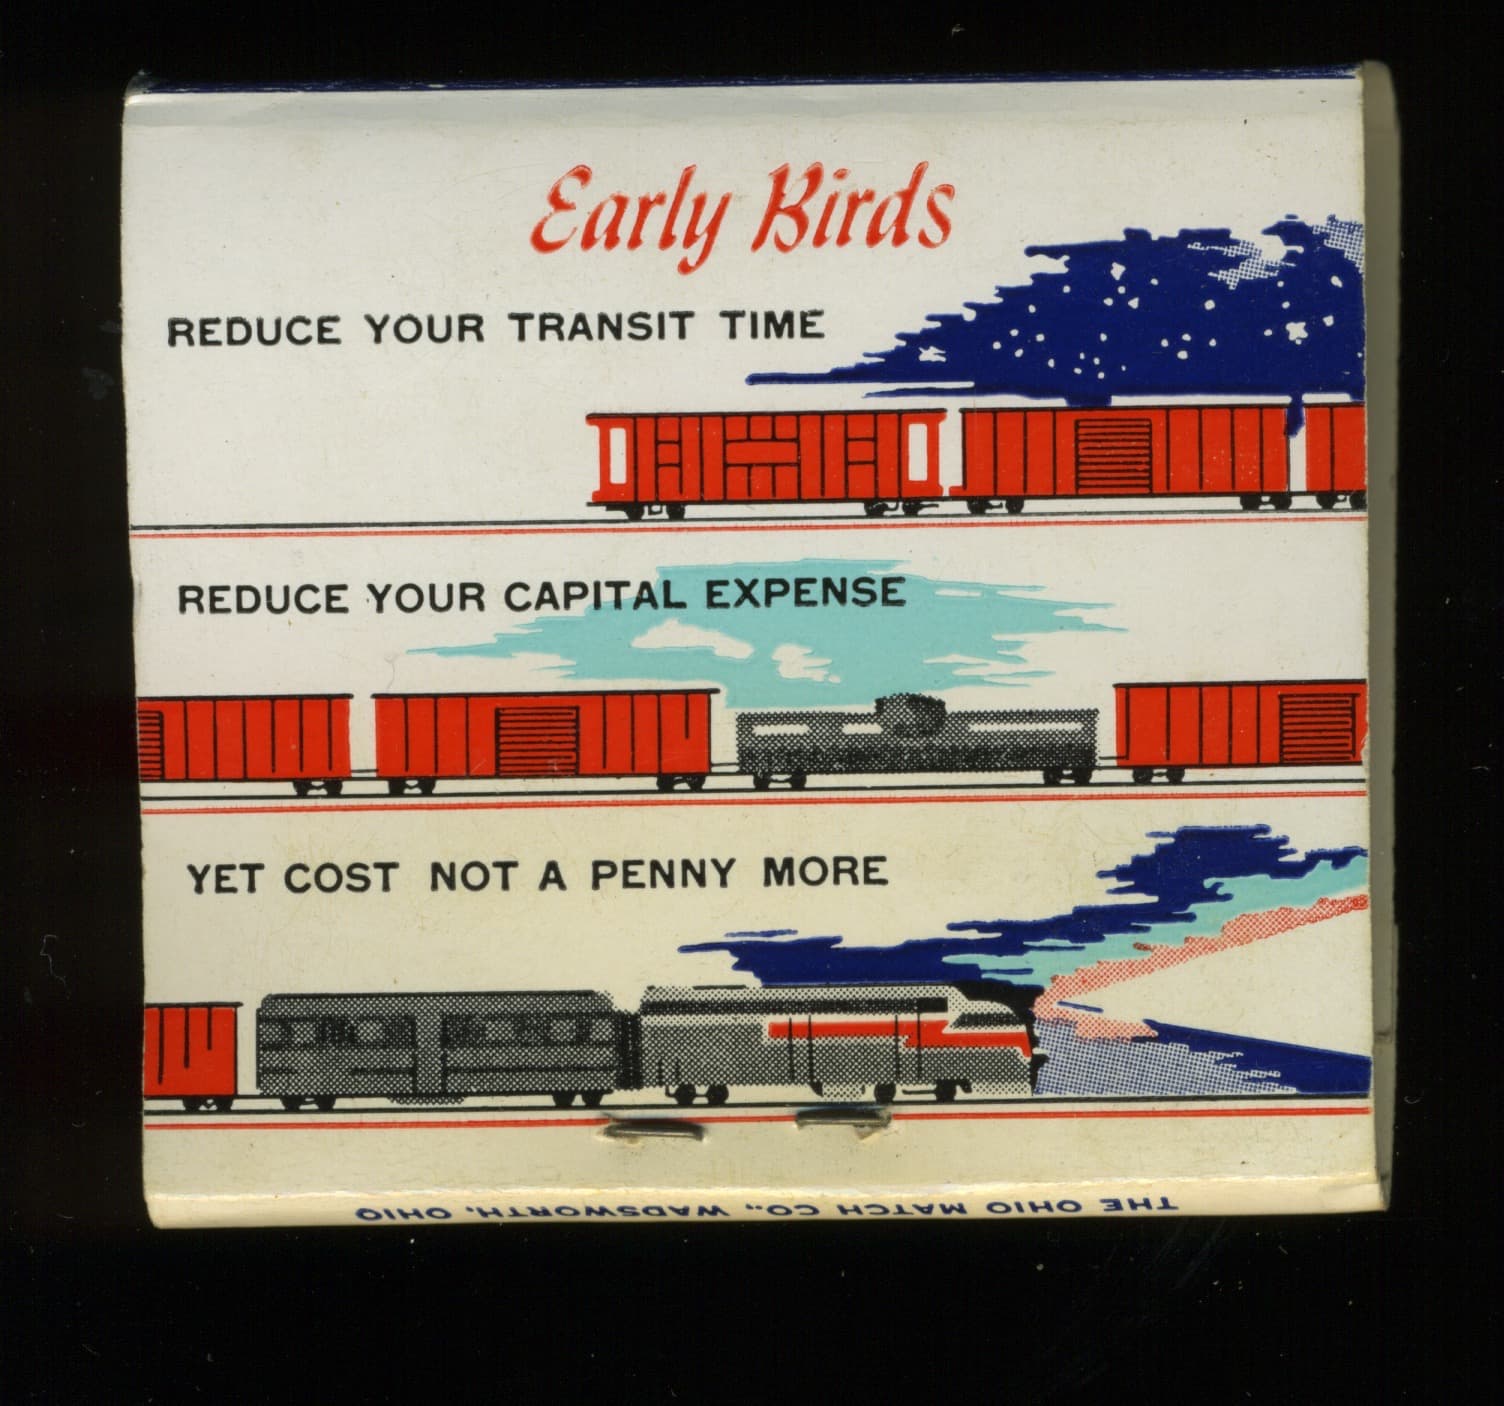 Early Birds
REDUCE YOUR TRANSIT TIME
REDUCE YOUR CAPITAL EXPENSE
YET COST NOT A PENNY MORE
THE OHIO MATCH CO., WADSWORTH, OHIO